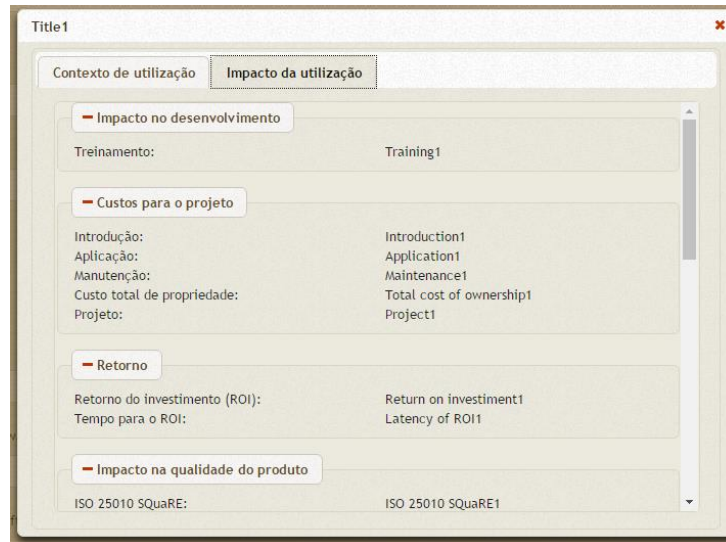 Title1
Contexto de utilização Impacto da utilização
Impacto no desenvolvimento
Treinamento: Training1
Custos para o projeto
Introdução: Introduction1
Aplicação: Application1
Manutenção: Maintenance1
Custo total de propriedade: Total cost of ownership1
Projeto: Project1
Retorno
Retorno do investimento (ROI): Return on investiment1
Tempo para o ROI: Latency of ROI1
Impacto na qualidade do produto
ISO 25010 SQuaRE: ISO 25010 SQuaRE1